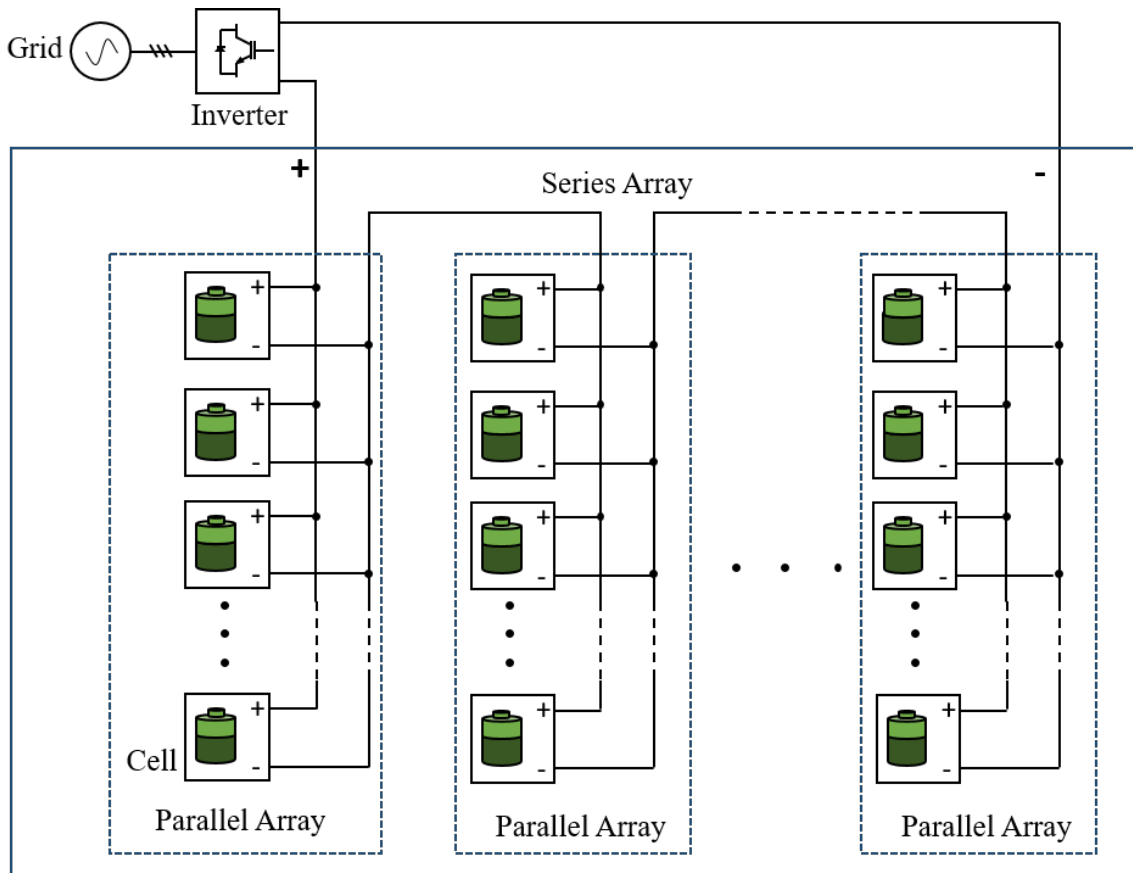 Grid
Inverter
+ -
Series Array
+ + +
- - -
+ + +
- - -
+ + +
- - -
+ + +
Cell - - -
Parallel Array Parallel Array Parallel Array